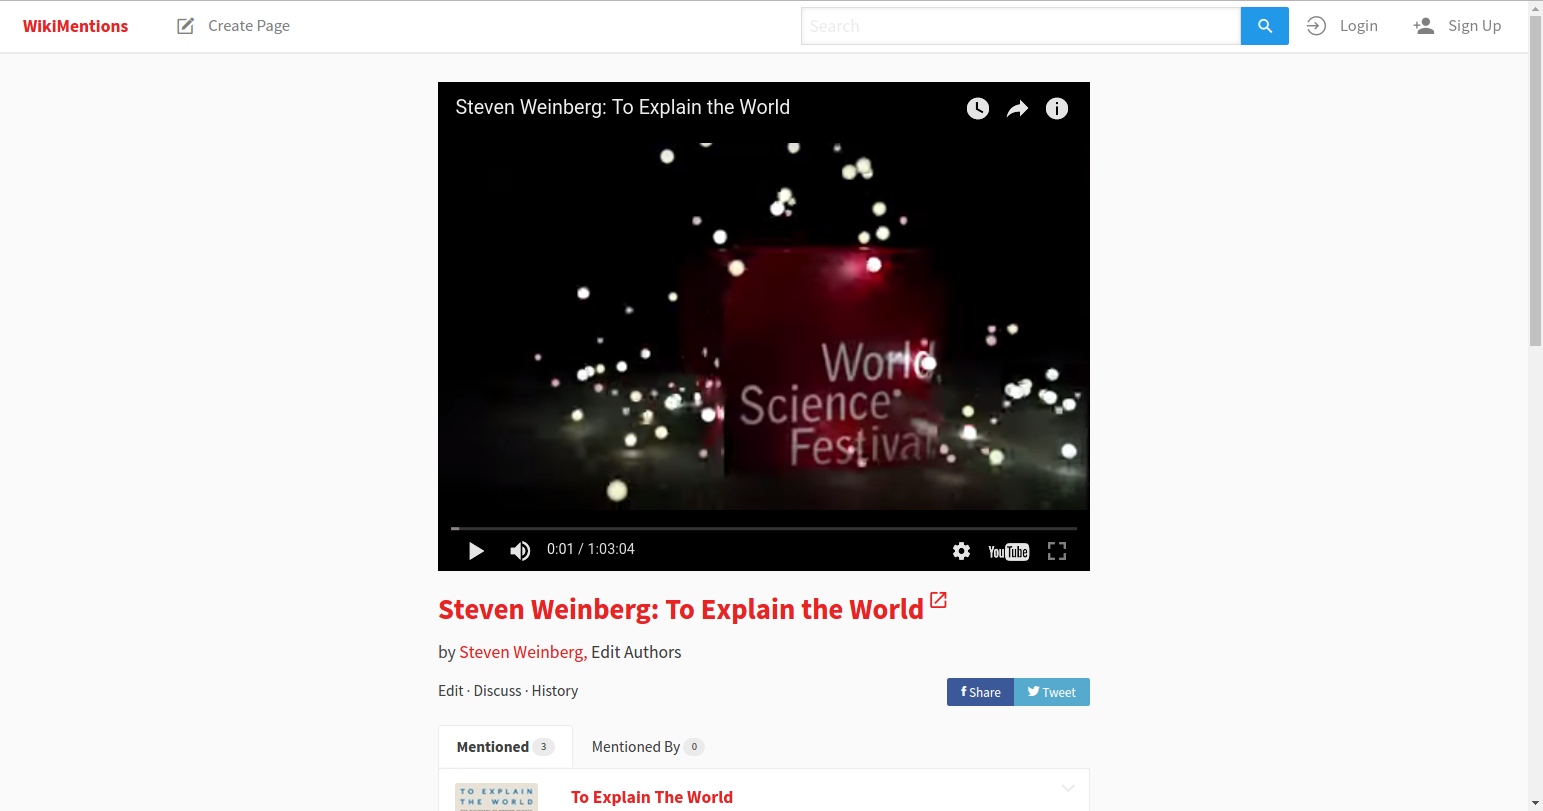 WikiMentions Create Page Search Login Sign Up
Steven Weinberg: To Explain the World
World
Science
Festival
0:01 / 1:03:04 YouTube
Steven Weinberg: To Explain the World
by Steven Weinberg, Edit Authors
Edit · Discuss · History Share Tweet
Mentioned 3 Mentioned By 0
TO EXPLAIN
THE WORLD
To Explain The World